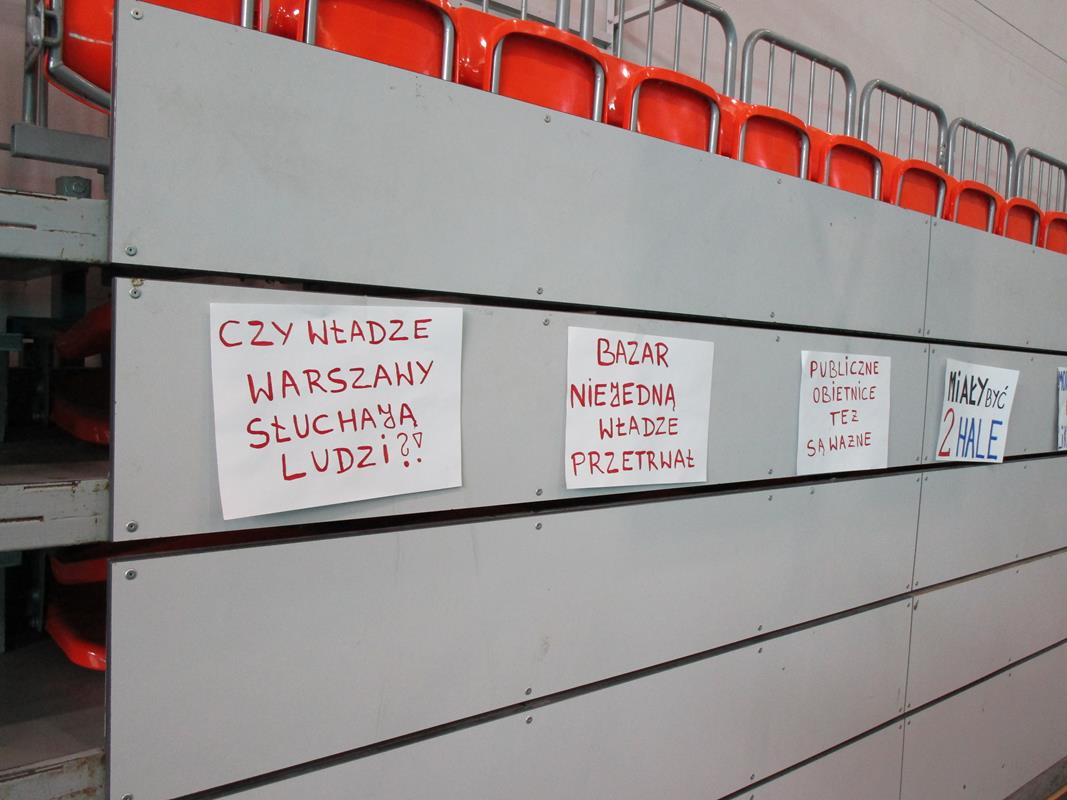 CZY WŁADZE
WARSZAWY
SŁUCHAJĄ
LUDZI?!
BAZAR
NIEJEDNĄ
WŁADZE
PRZETRWAŁ
PUBLICZNE
OBIETNICE
TEŻ
SĄ WAŻNE
MIAŁY BYĆ
2 HALE